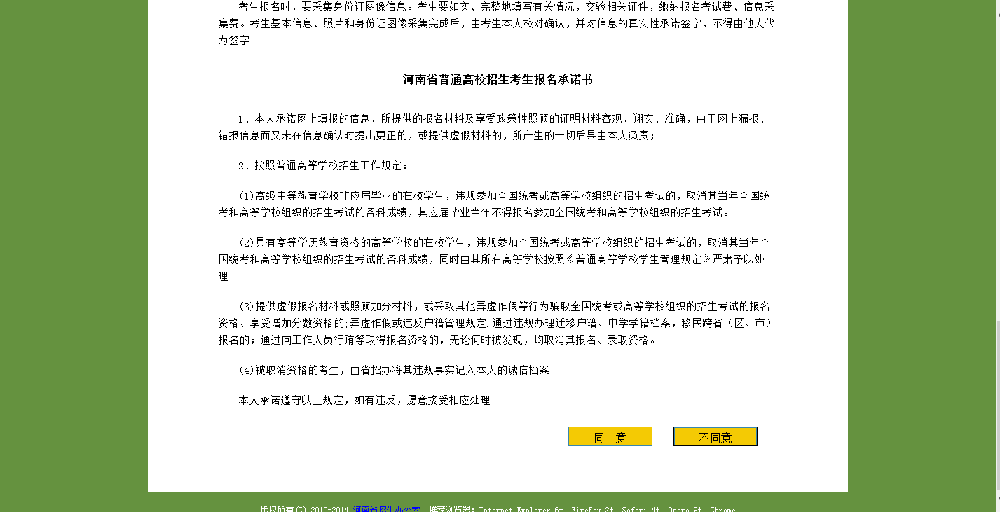 考生报名时，要采集身份证图像信息。考生要如实、完整地填写有关情况，交验相关证件，缴纳报名考试费、信息采
集费。考生基本信息、照片和身份证图像采集完成后，由考生本人校对确认，并对信息的真实性承诺签字，不得由他人代
为签字。
河南省普通高校招生考生报名承诺书
1、本人承诺网上填报的信息、所提供的报名材料及享受政策性照顾的证明材料客观、翔实、准确，由于网上漏报、
错报信息而又未在信息确认时提出更正的，或提供虚假材料的，所产生的一切后果由本人负责；
2、按照普通高等学校招生工作规定：
(1)高级中等教育学校非应届毕业的在校学生，违规参加全国统考或高等学校组织的招生考试的，取消其当年全国统
考和高等学校组织的招生考试的各科成绩，其应届毕业当年不得报名参加全国统考和高等学校组织的招生考试。
(2)具有高等学历教育资格的高等学校的在校学生，违规参加全国统考或高等学校组织的招生考试的，取消其当年全
国统考和高等学校组织的招生考试的各科成绩，同时由其所在高等学校按照《普通高等学校学生管理规定》严肃予以处
理。
(3)提供虚假报名材料或照顾加分材料，或采取其他弄虚作假等行为骗取全国统考或高等学校组织的招生考试的报名
资格、享受增加分数资格的;弄虚作假或违反户籍管理规定,通过违规办理迁移户籍、中学学籍档案，移民跨省（区、市）
报名的；通过向工作人员行贿等取得报名资格的，无论何时被发现，均取消其报名、录取资格。
(4)被取消资格的考生，由省招办将其违规事实记入本人的诚信档案。
本人承诺遵守以上规定，如有违反，愿意接受相应处理。
同　意　不同意
版权所有(C) 2010-2014 河南省招生办公室　推荐浏览器: Internet Explorer 6+、FireFox 2+、Safari 4+、Opera 9+、Chrome